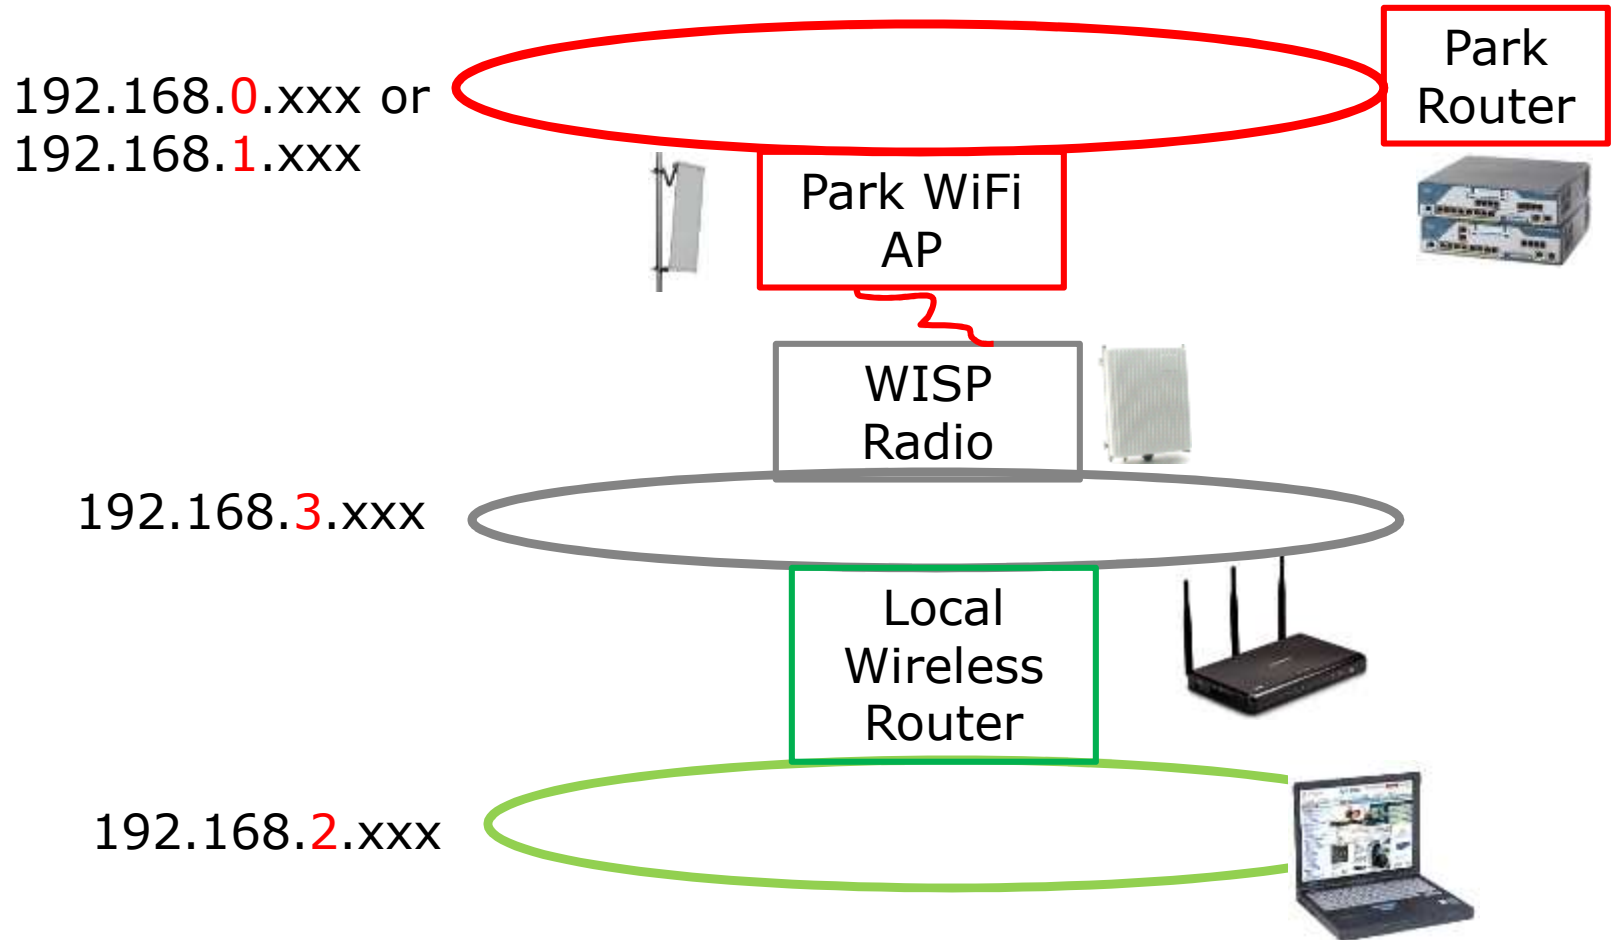 192.168.0.xxx or
192.168.1.xxx
Park
Router
Park WiFi
AP
WISP
Radio
192.168.3.xxx
Local
Wireless
Router
192.168.2.xxx